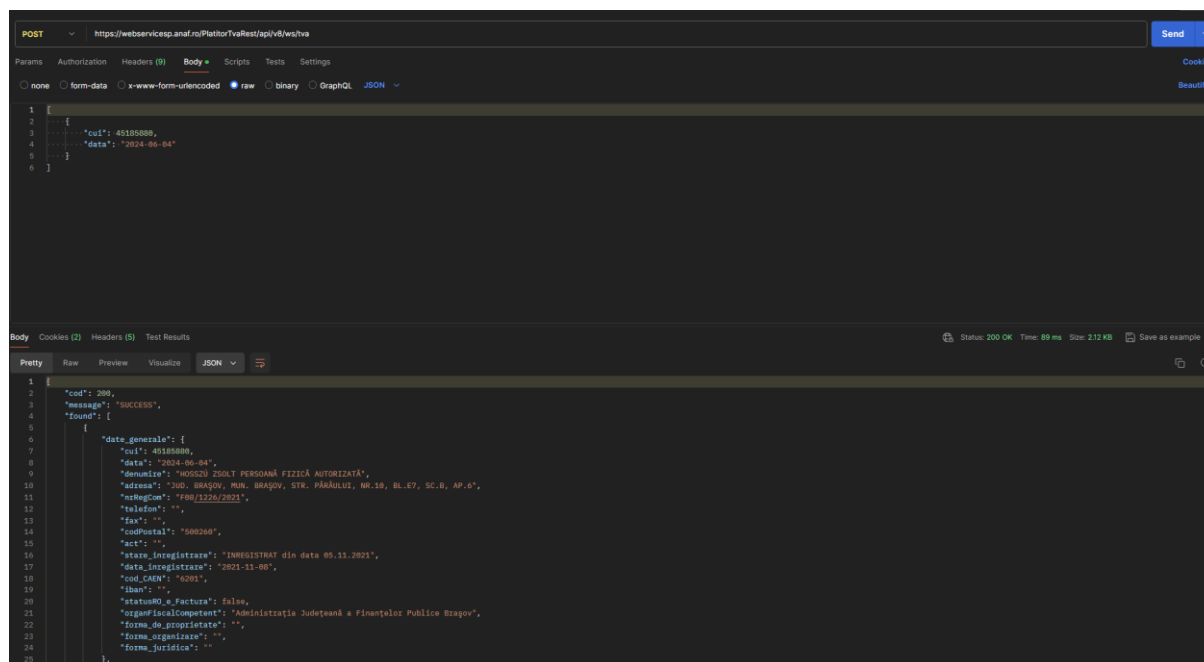 POST https://webservicesp.anaf.ro/PlatitorTvaRest/api/v8/ws/tva Send
Params Authorization Headers (9) Body Scripts Tests Settings Cooki
none form-data x-www-form-urlencoded raw binary GraphQL JSON Beautif
1 [
2 {
3 "cui": 45185880,
4 "data": "2024-06-04"
5 }
6 ]
Body Cookies (2) Headers (5) Test Results Status: 200 OK Time: 89 ms Size: 2.12 KB Save as example
Pretty Raw Preview Visualize JSON
1 {
2 "cod": 200,
3 "message": "SUCCESS",
4 "found": [
5 {
6 "date_generale": {
7 "cui": 45185880,
8 "data": "2024-06-04",
9 "denumire": "HOSSZÚ ZSOLT PERSOANĂ FIZICĂ AUTORIZATĂ",
10 "adresa": "JUD. BRAŞOV, MUN. BRAŞOV, STR. PÂRÂULUI, NR.10, BL.E7, SC.B, AP.6",
11 "nrRegCom": "F08/1226/2021",
12 "telefon": "",
13 "fax": "",
14 "codPostal": "500260",
15 "act": "",
16 "stare_inregistrare": "INREGISTRAT din data 05.11.2021",
17 "data_inregistrare": "2021-11-08",
18 "cod_CAEN": "6201",
19 "iban": "",
20 "statusRO_e_Factura": false,
21 "organFiscalCompetent": "Administraţia Judeţeană a Finanţelor Publice Braşov",
22 "forma_de_proprietate": "",
23 "forma_organizare": "",
24 "forma_juridica": ""
25 },